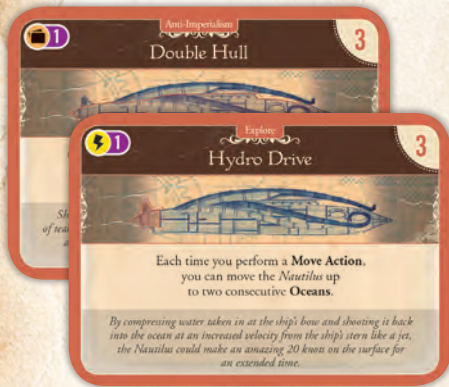 Anti-Imperialism
1
Double Hull
3
of tea
Explore
1
Hydro Drive
3
Each time you perform a Move Action,
you can move the Nautilus up
to two consecutive Oceans.
By compressing water taken in at the ship's bow and shooting it back
into the ocean at an increased velocity from the ship's stern like a jet,
the Nautilus could make an amazing 20 knots on the surface for
an extended time.